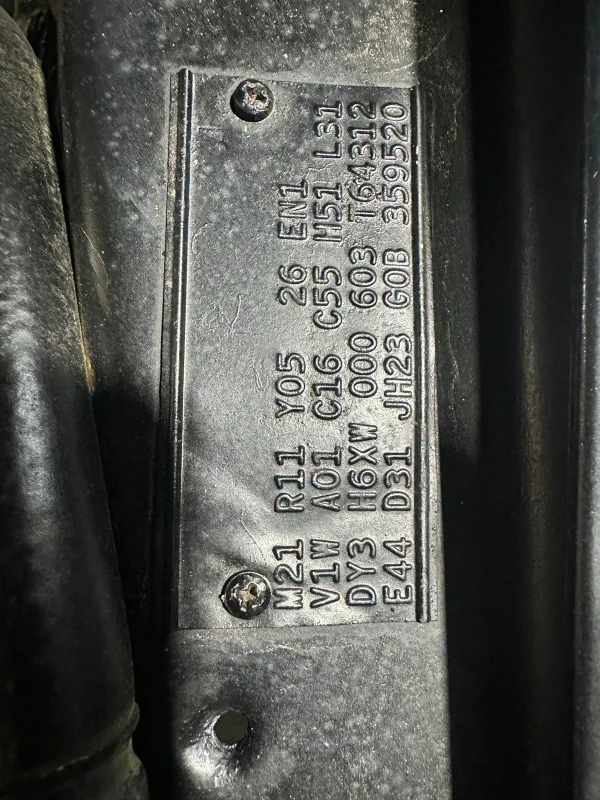 M21 R11 Y05 26 EN1
V1W A01 C16 C55 H51 L31
DY3 H6XW 000 603 T64312
E44 D31 JH23 G0B 359520